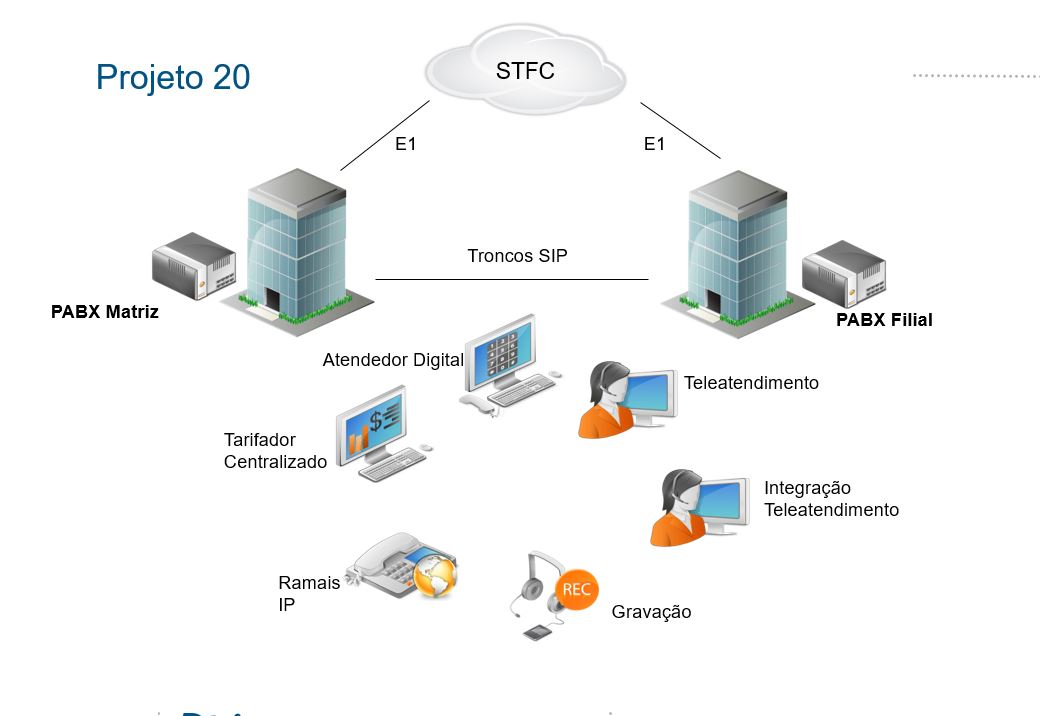 STFC
Projeto 20
E1
E1
Troncos SIP
PABX Matriz
PABX Filial
Atendedor Digital
Teleatendimento
Tarifador
Centralizado
Integração
Teleatendimento
Ramais
IP
REC
Gravação